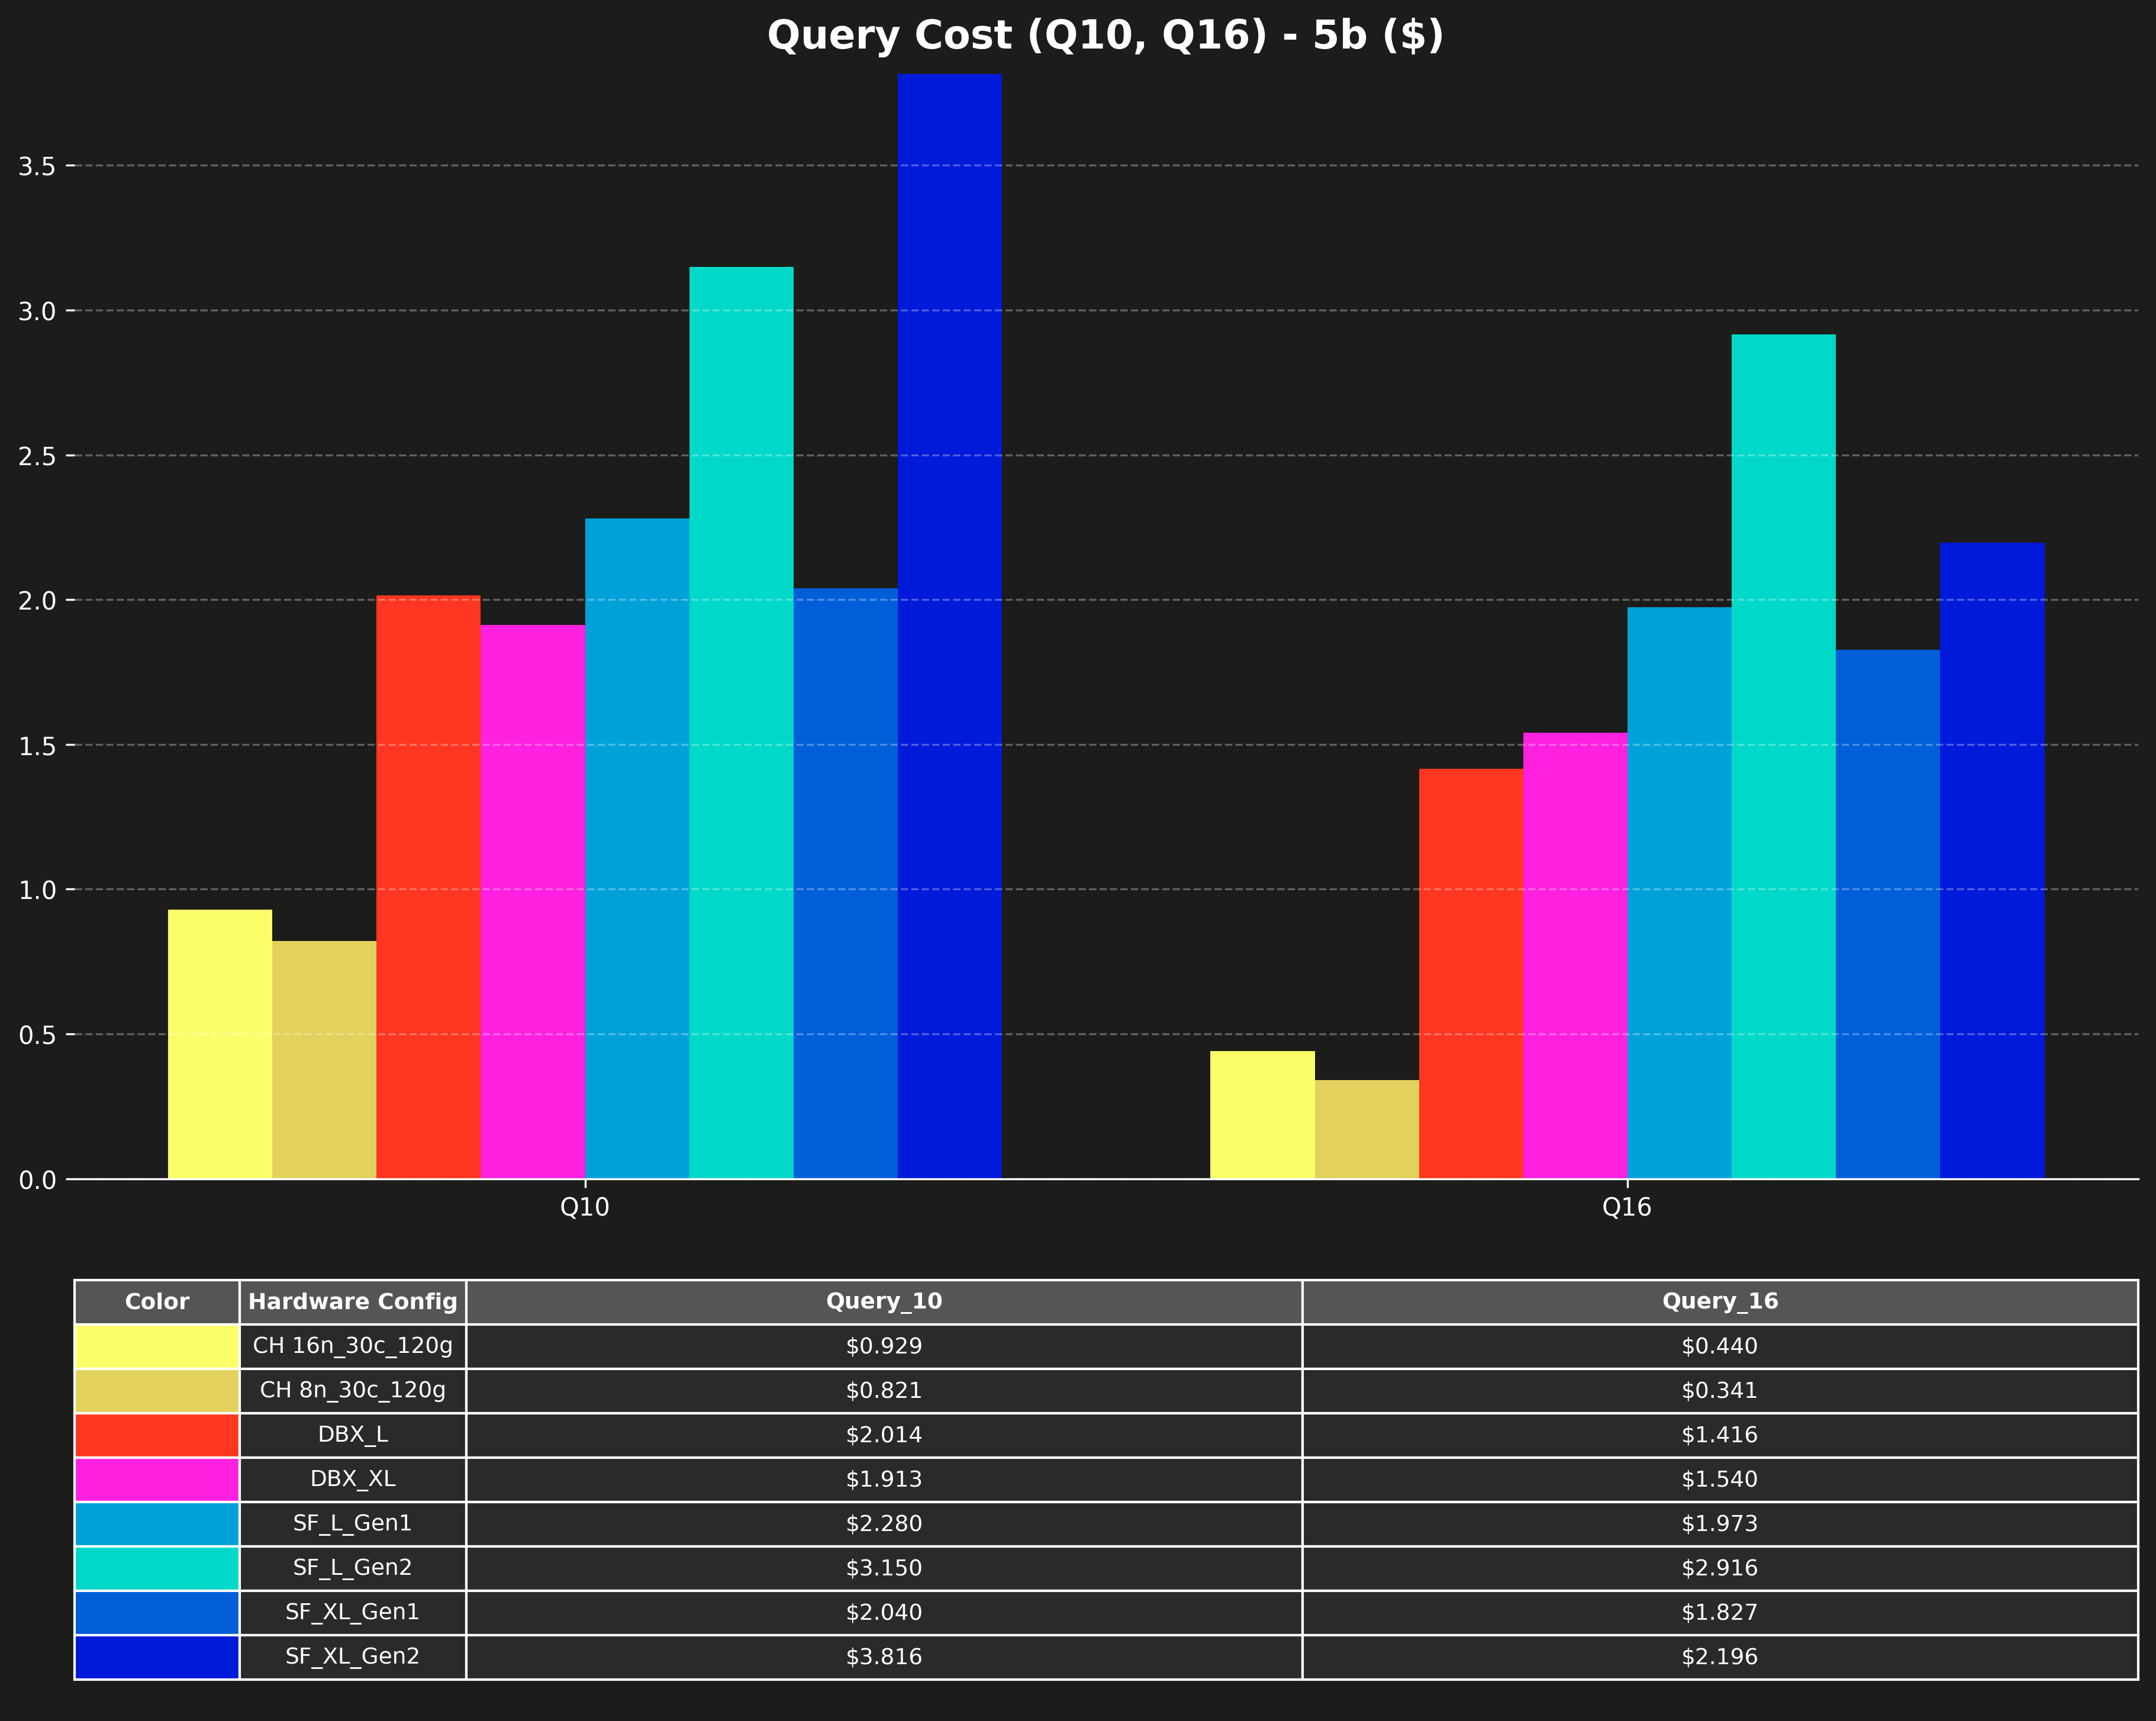 Query Cost (Q10, Q16) - 5b ($)
3.5
3.0
2.5
2.0
1.5
1.0
0.5
0.0
Q10 Q16
Color Hardware Config Query_10 Query_16
CH 16n_30c_120g $0.929 $0.440
CH 8n_30c_120g $0.821 $0.341
DBX_L $2.014 $1.416
DBX_XL $1.913 $1.540
SF_L_Gen1 $2.280 $1.973
SF_L_Gen2 $3.150 $2.916
SF_XL_Gen1 $2.040 $1.827
SF_XL_Gen2 $3.816 $2.196